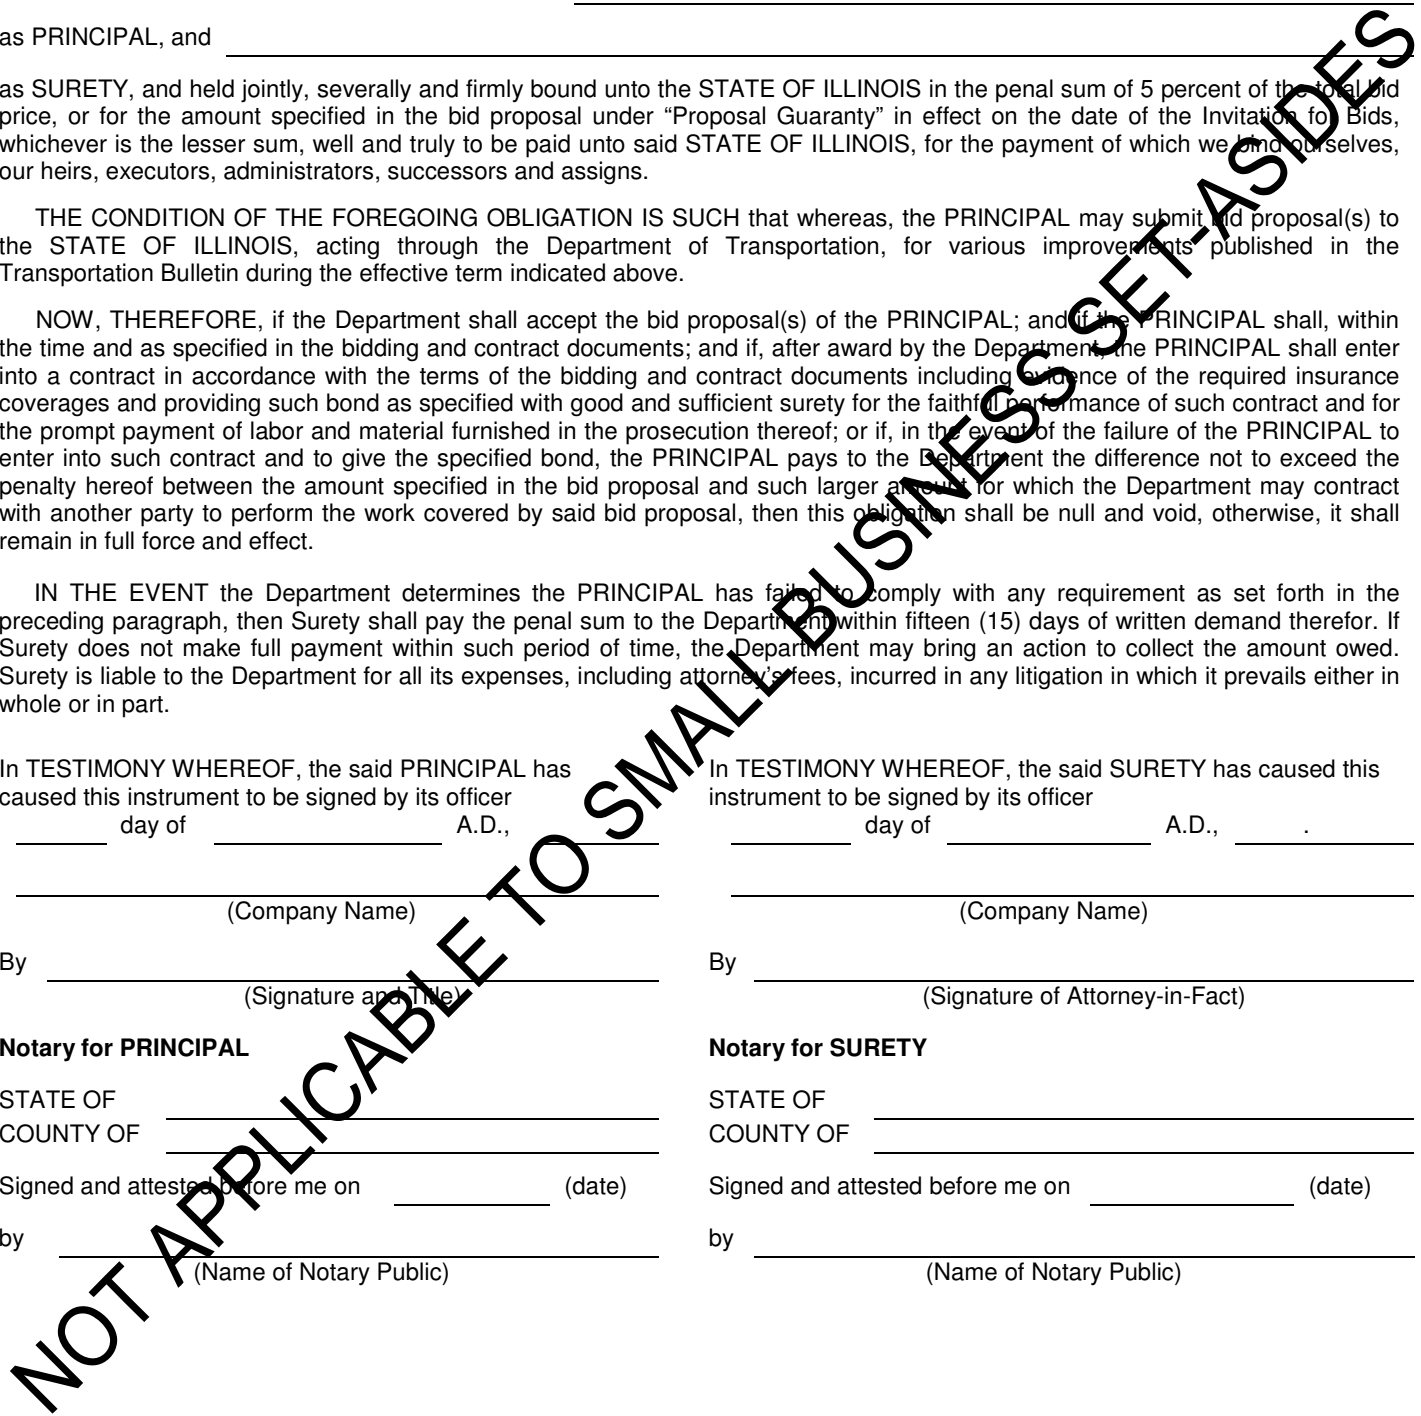 as PRINCIPAL, and
as SURETY, and held jointly, severally and firmly bound unto the STATE OF ILLINOIS in the penal sum of 5 percent of the total bid
price, or for the amount specified in the bid proposal under “Proposal Guaranty” in effect on the date of the Invitation for Bids,
whichever is the lesser sum, well and truly to be paid unto said STATE OF ILLINOIS, for the payment of which we bind ourselves,
our heirs, executors, administrators, successors and assigns.
THE CONDITION OF THE FOREGOING OBLIGATION IS SUCH that whereas, the PRINCIPAL may submit bid proposal(s) to
the STATE OF ILLINOIS, acting through the Department of Transportation, for various improvements published in the
Transportation Bulletin during the effective term indicated above.
NOW, THEREFORE, if the Department shall accept the bid proposal(s) of the PRINCIPAL; and if the PRINCIPAL shall, within
the time and as specified in the bidding and contract documents; and if, after award by the Department, the PRINCIPAL shall enter
into a contract in accordance with the terms of the bidding and contract documents including evidence of the required insurance
coverages and providing such bond as specified with good and sufficient surety for the faithful performance of such contract and for
the prompt payment of labor and material furnished in the prosecution thereof; or if, in the event of the failure of the PRINCIPAL to
enter into such contract and to give the specified bond, the PRINCIPAL pays to the Department the difference not to exceed the
penalty hereof between the amount specified in the bid proposal and such larger amount for which the Department may contract
with another party to perform the work covered by said bid proposal, then this obligation shall be null and void, otherwise, it shall
remain in full force and effect.
IN THE EVENT the Department determines the PRINCIPAL has failed to comply with any requirement as set forth in the
preceding paragraph, then Surety shall pay the penal sum to the Department within fifteen (15) days of written demand therefor. If
Surety does not make full payment within such period of time, the Department may bring an action to collect the amount owed.
Surety is liable to the Department for all its expenses, including attorney’s fees, incurred in any litigation in which it prevails either in
whole or in part.
In TESTIMONY WHEREOF, the said PRINCIPAL has
caused this instrument to be signed by its officer
day of A.D.,
(Company Name)
By
(Signature and Title)
Notary for PRINCIPAL
STATE OF
COUNTY OF
Signed and attested before me on (date)
by
(Name of Notary Public)
In TESTIMONY WHEREOF, the said SURETY has caused this
instrument to be signed by its officer
day of A.D., .
(Company Name)
By
(Signature of Attorney-in-Fact)
Notary for SURETY
STATE OF
COUNTY OF
Signed and attested before me on (date)
by
(Name of Notary Public)
NOT APPLICABLE TO SMALL BUSINESS SET-ASIDES